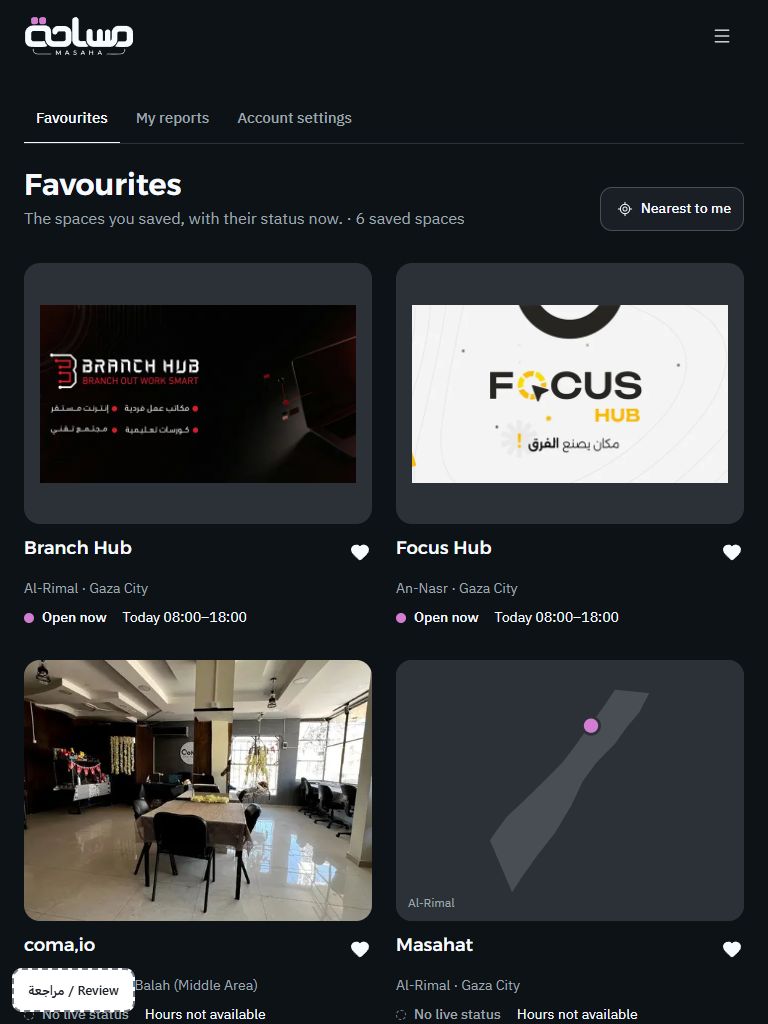 مساحة
MASAHA
Favourites
My reports
Account settings
Favourites
The spaces you saved, with their status now. · 6 saved spaces
Nearest to me
BRANCH HUB
BRANCH OUT WORK SMART
مكاتب عمل فردية • إنترنت مستقر •
كورسات تعليمية • مجتمع تقني •
FOCUS
HUB
مكان يصنع الفرق !
Branch Hub
Focus Hub
Al-Rimal · Gaza City
An-Nasr · Gaza City
Open now Today 08:00–18:00
Open now Today 08:00–18:00
Al-Rimal
coma,io
Masahat
Balah (Middle Area)
Al-Rimal · Gaza City
مراجعة / Review
No live status Hours not available
No live status Hours not available